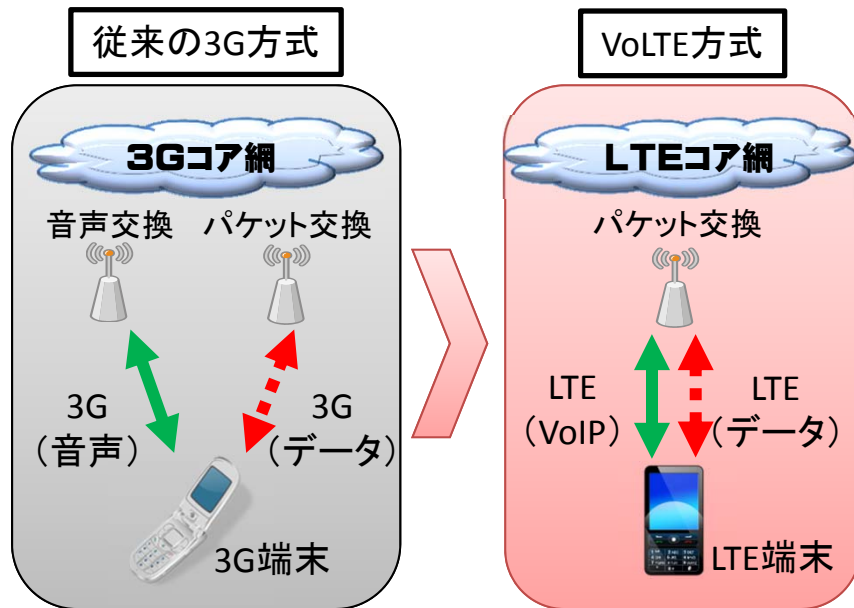 従来の3G方式
3Gコア網
音声交換 パケット交換
3G
(音声)
3G
(データ)
3G端末
VoLTE方式
LTEコア網
パケット交換
LTE
(VoIP)
LTE
(データ)
LTE端末